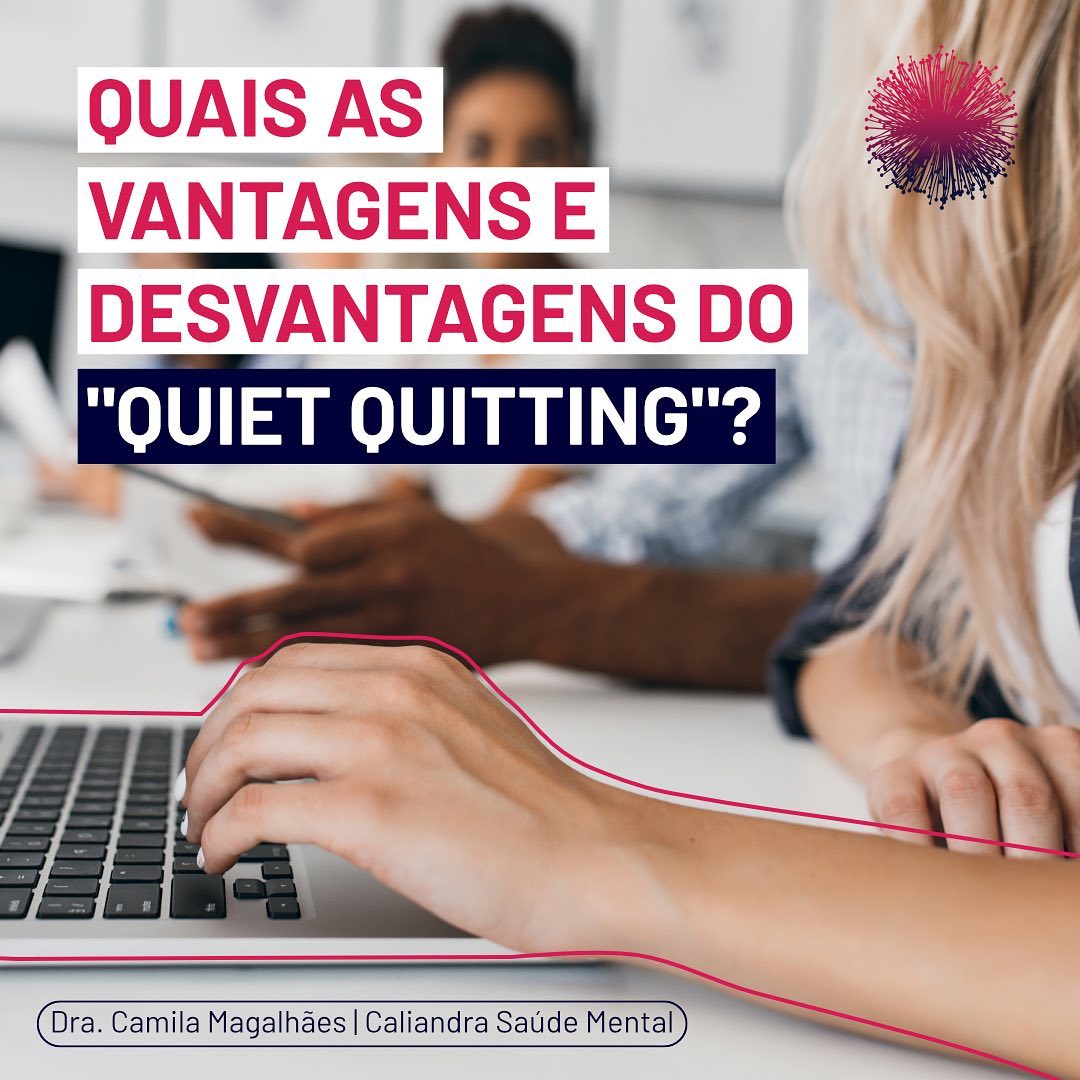 QUAIS AS
VANTAGENS E
DESVANTAGENS DO
"QUIET QUITTING"?
Dra. Camila Magalhães | Caliandra Saúde Mental